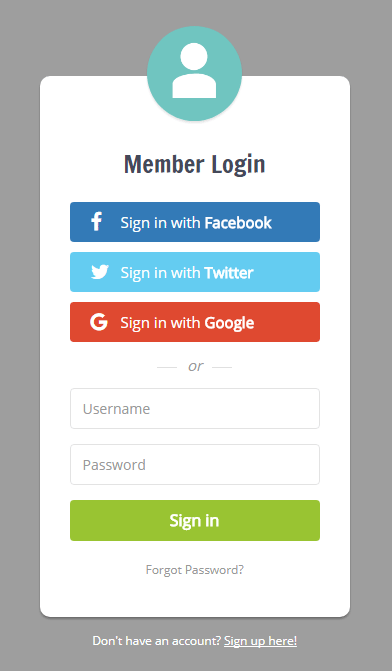 Member Login
Sign in with Facebook
Sign in with Twitter
Sign in with Google
or
Username
Password
Sign in
Forgot Password?
Don't have an account? Sign up here!